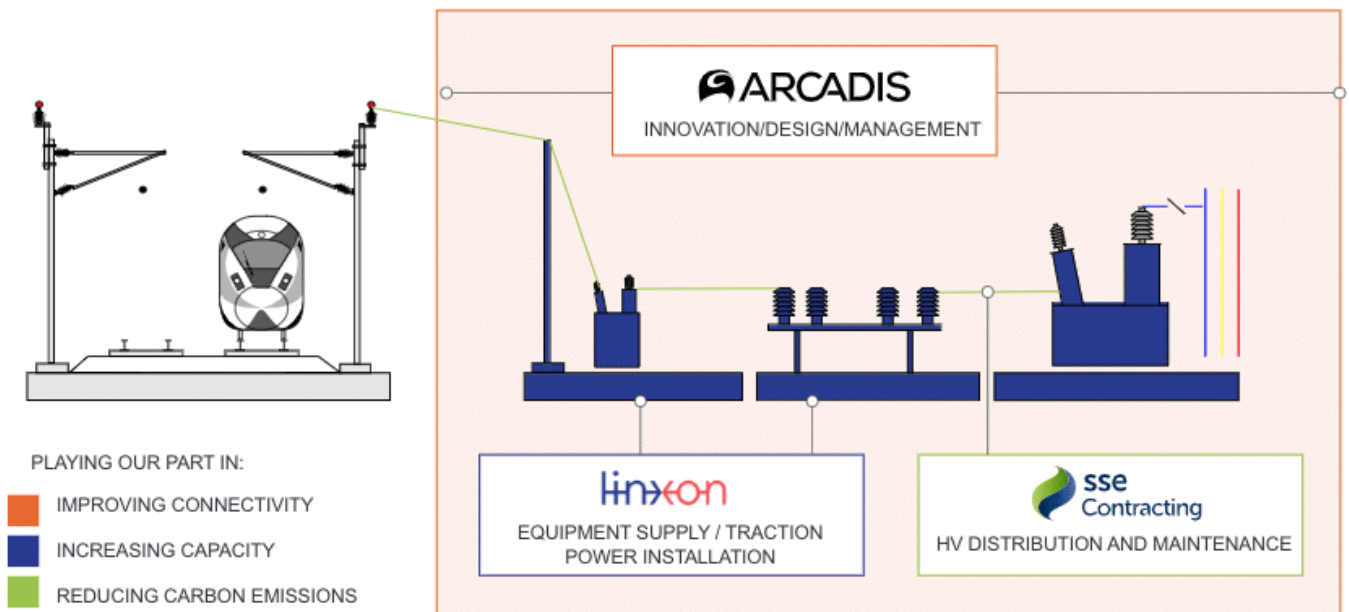 ARCADIS
INNOVATION/DESIGN/MANAGEMENT
PLAYING OUR PART IN:
IMPROVING CONNECTIVITY
INCREASING CAPACITY
REDUCING CARBON EMISSIONS
linxon
EQUIPMENT SUPPLY / TRACTION
POWER INSTALLATION
sse
Contracting
HV DISTRIBUTION AND MAINTENANCE